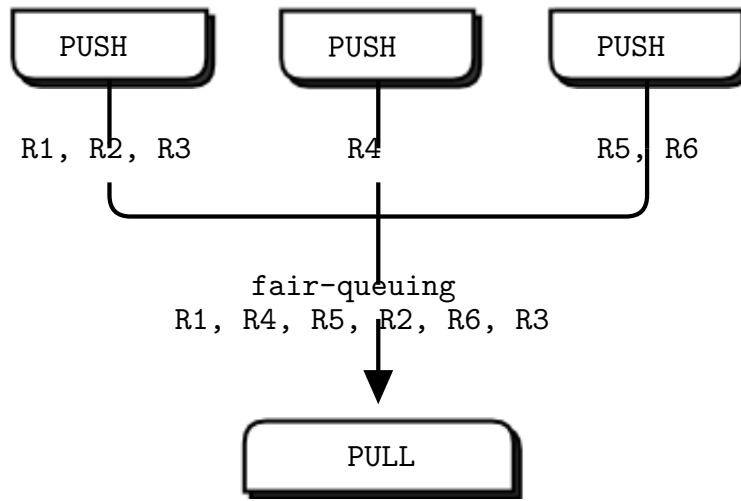 PUSH PUSH PUSH
R1, R2, R3 R4 R5, R6
fair-queuing
R1, R4, R5, R2, R6, R3
PULL